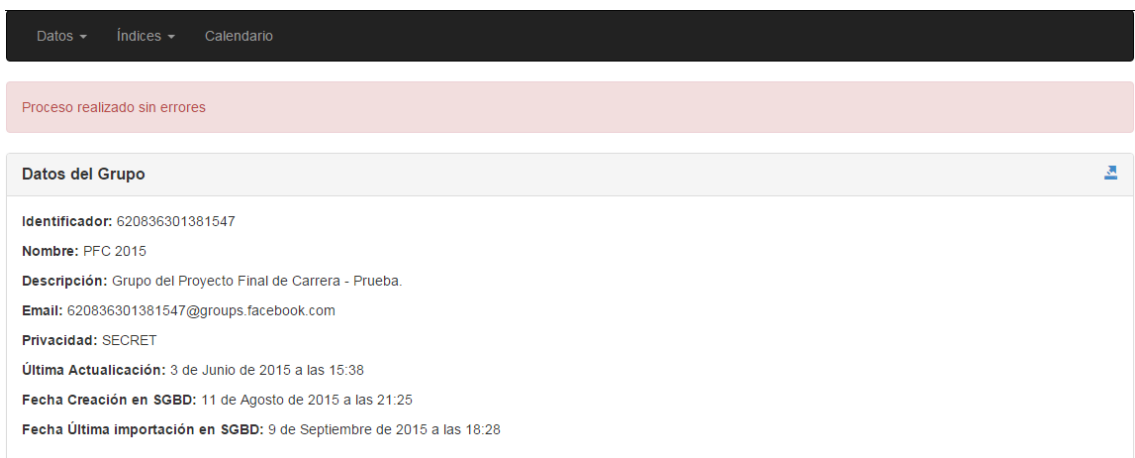 Datos Índices Calendario
Proceso realizado sin errores
Datos del Grupo
Identificador: 620836301381547
Nombre: PFC 2015
Descripción: Grupo del Proyecto Final de Carrera - Prueba.
Email: 620836301381547@groups.facebook.com
Privacidad: SECRET
Última Actualicación: 3 de Junio de 2015 a las 15:38
Fecha Creación en SGBD: 11 de Agosto de 2015 a las 21:25
Fecha Última importación en SGBD: 9 de Septiembre de 2015 a las 18:28